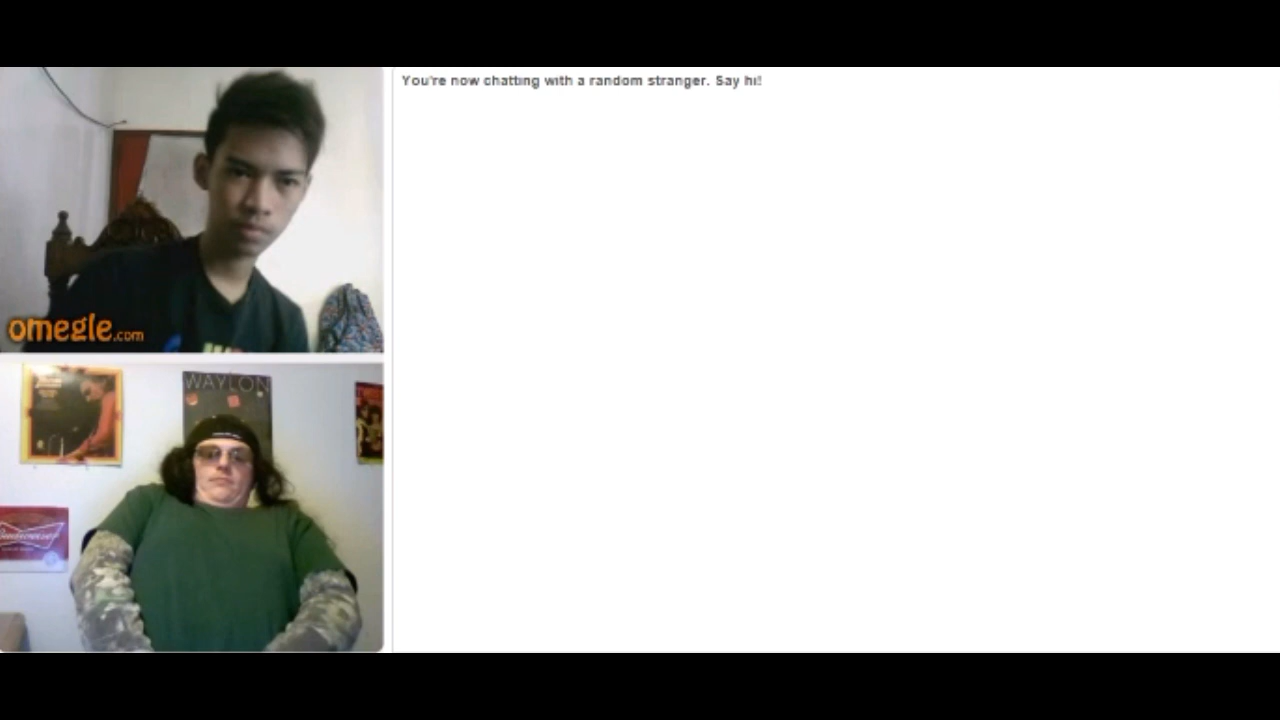 You're now chatting with a random stranger. Say hi!
omegle.com
WAYLON
Budweiser